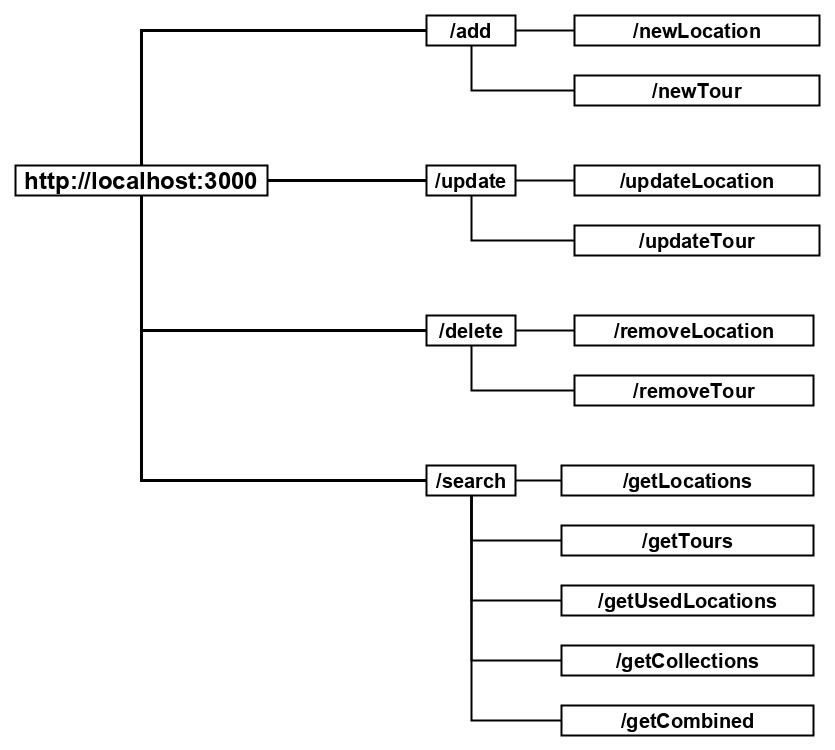 /add
/newLocation
/newTour
http://localhost:3000
/update
/updateLocation
/updateTour
/delete
/removeLocation
/removeTour
/search
/getLocations
/getTours
/getUsedLocations
/getCollections
/getCombined